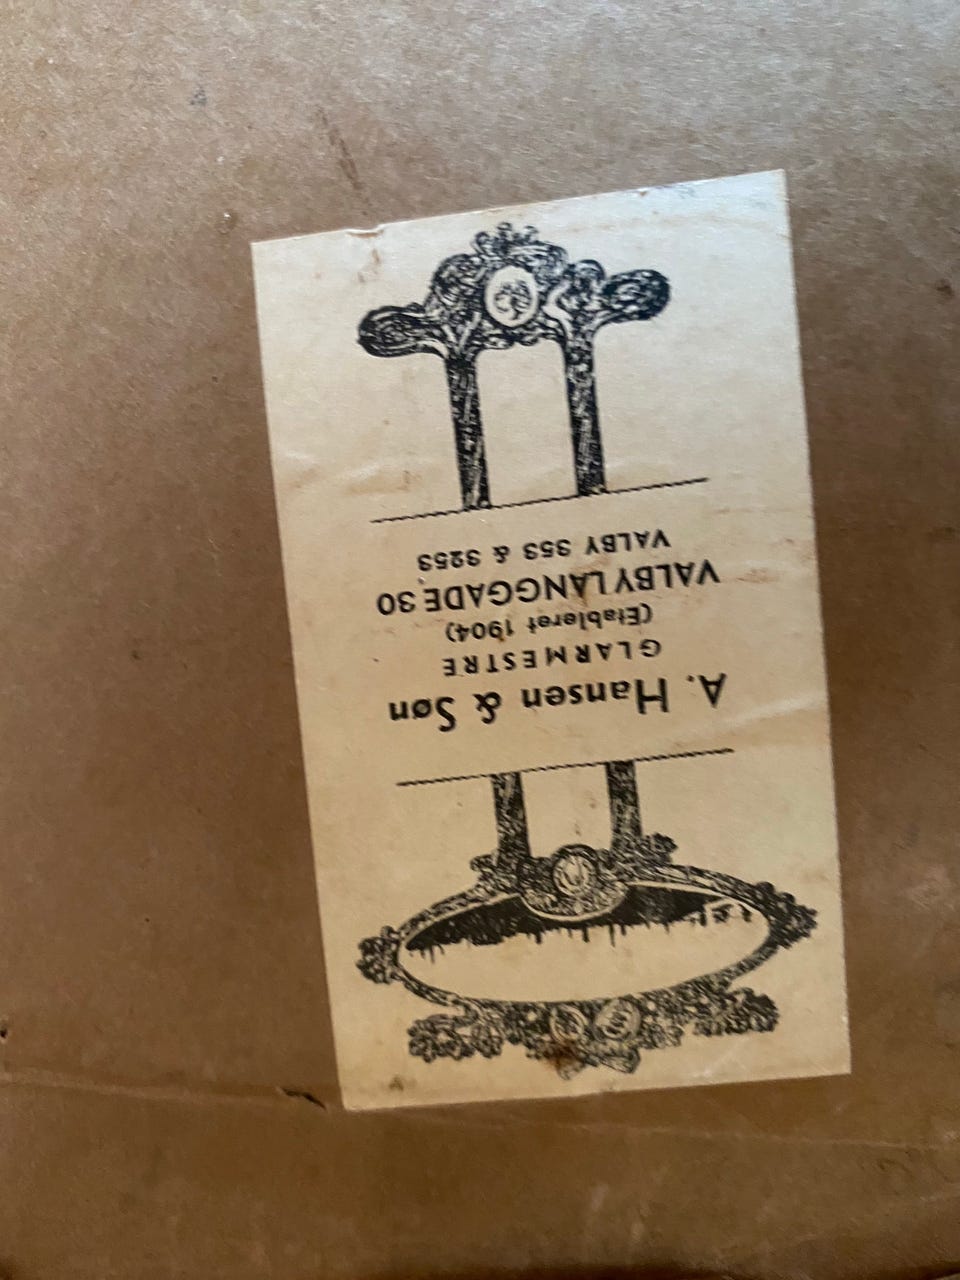 A. Hansen & Søn
GLARMESTRE
(Etableret 1904)
VALBY LANGGADE 30
VALBY 353 & 3253